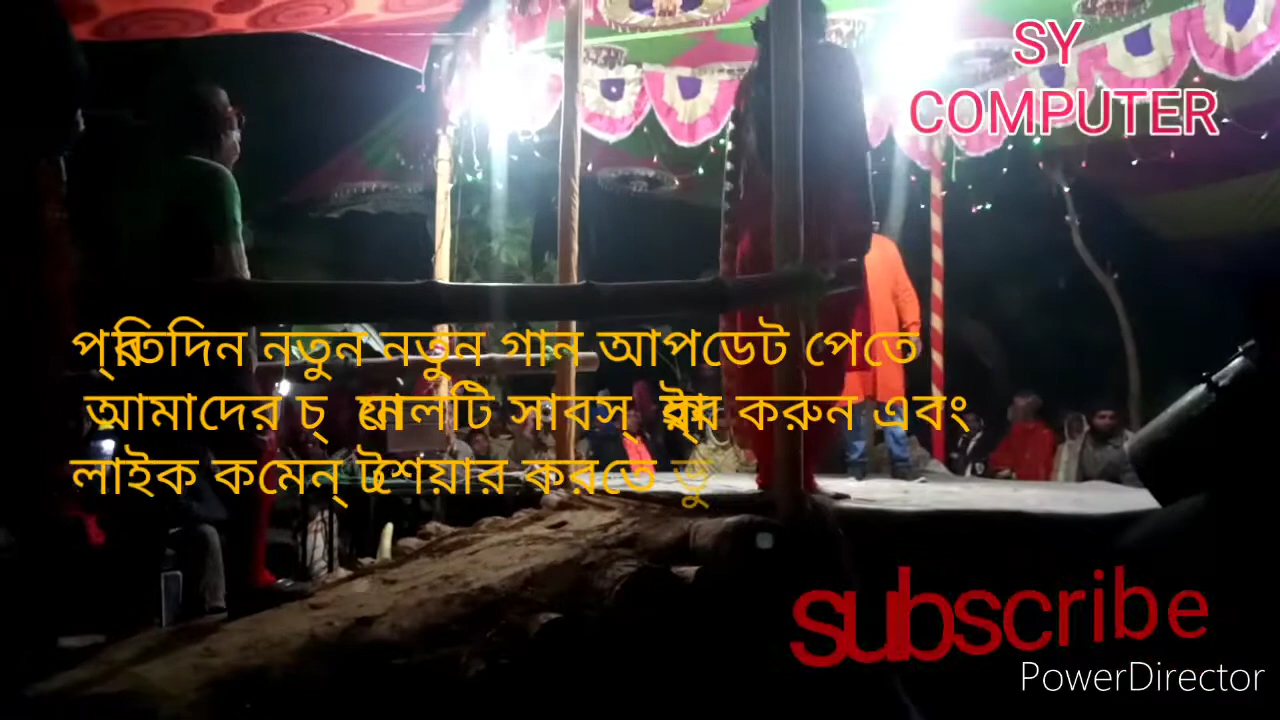 SY
COMPUTER
প্রতিদিন নতুন নতুন গান আপডেট পেতে
আমাদের চ্যানেলটি সাবস্ক্রাইব করুন এবং
লাইক কমেন্ট শেয়ার করতে ভু
subscribe
PowerDirector